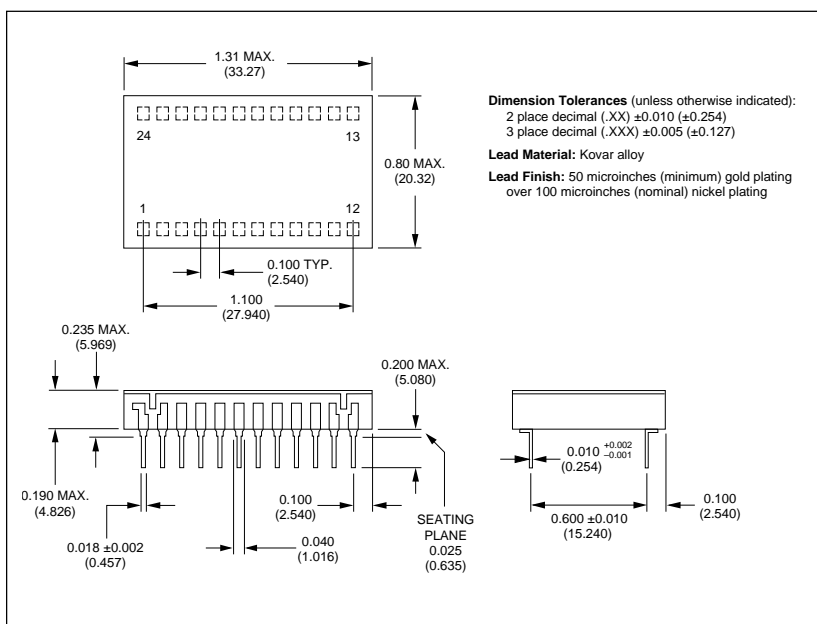 1.31 MAX.
(33.27)
24
13
0.80 MAX.
(20.32)
1
12
0.100 TYP.
(2.540)
1.100
(27.940)
Dimension Tolerances (unless otherwise indicated):
2 place decimal (.XX) ±0.010 (±0.254)
3 place decimal (.XXX) ±0.005 (±0.127)
Lead Material: Kovar alloy
Lead Finish: 50 microinches (minimum) gold plating
over 100 microinches (nominal) nickel plating
0.235 MAX.
(5.969)
0.200 MAX.
(5.080)
0.190 MAX.
(4.826)
0.018 ±0.002
(0.457)
0.040
(1.016)
0.100
(2.540)
SEATING
PLANE
0.025
(0.635)
0.010 +0.002
–0.001
(0.254)
0.600 ±0.010
(15.240)
0.100
(2.540)